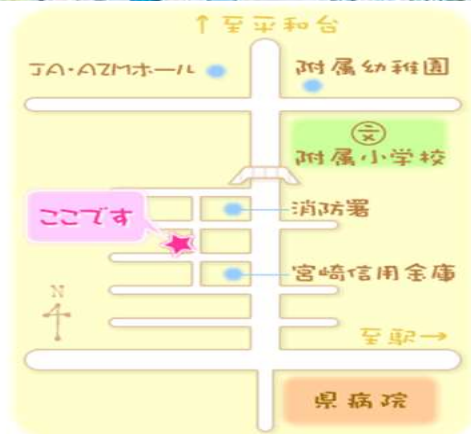 ↑至平和台
JA・AZMホール
附属幼稚園
文
附属小学校
消防署
ここです
宮崎信用金庫
N
至駅→
県病院